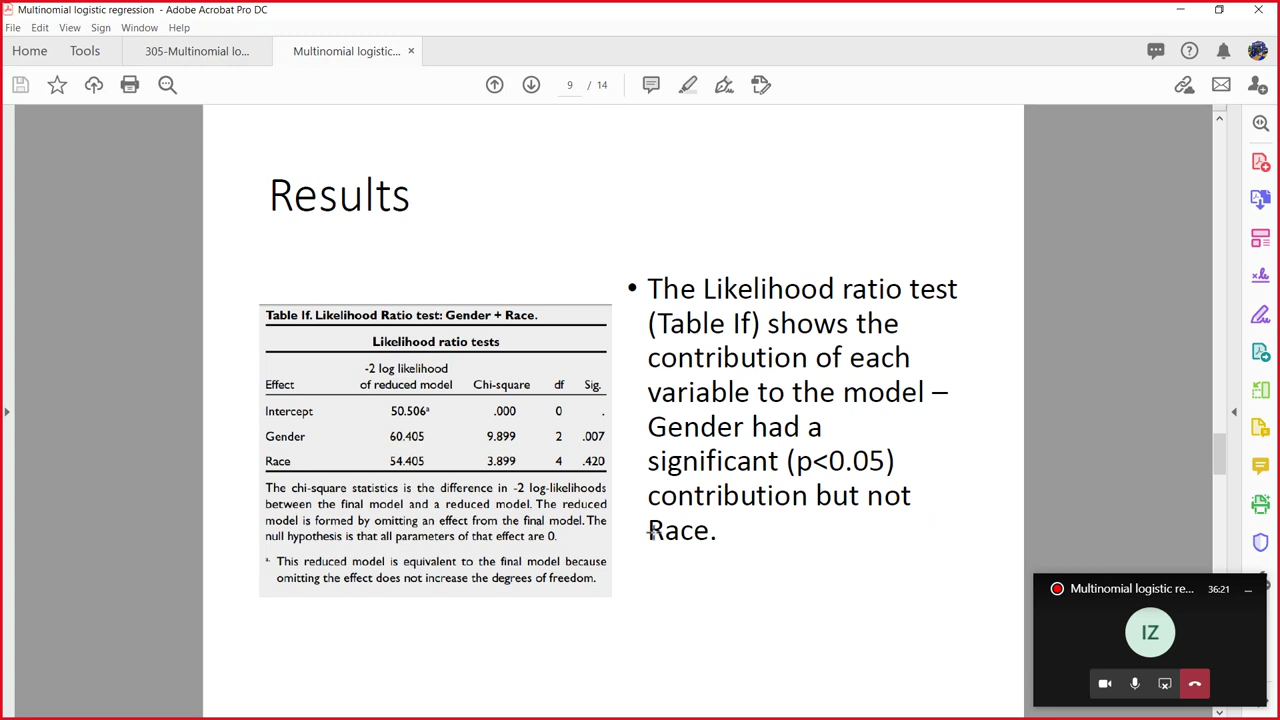 Multinomial logistic regression - Adobe Acrobat Pro DC
File Edit View Sign Window Help
Home Tools 305-Multinomial lo... Multinomial logistic... ×
9 / 14
Results
• The Likelihood ratio test
(Table If) shows the
contribution of each
variable to the model –
Gender had a
significant (p<0.05)
contribution but not
Race.
Table If. Likelihood Ratio test: Gender + Race.
Likelihood ratio tests
-2 log likelihood
Effect of reduced model Chi-square df Sig.
Intercept 50.506ª .000 0 .
Gender 60.405 9.899 2 .007
Race 54.405 3.899 4 .420
The chi-square statistics is the difference in -2 log-likelihoods
between the final model and a reduced model. The reduced
model is formed by omitting an effect from the final model. The
null hypothesis is that all parameters of that effect are 0.
a. This reduced model is equivalent to the final model because
omitting the effect does not increase the degrees of freedom.
Multinomial logistic re... 36:21
IZ